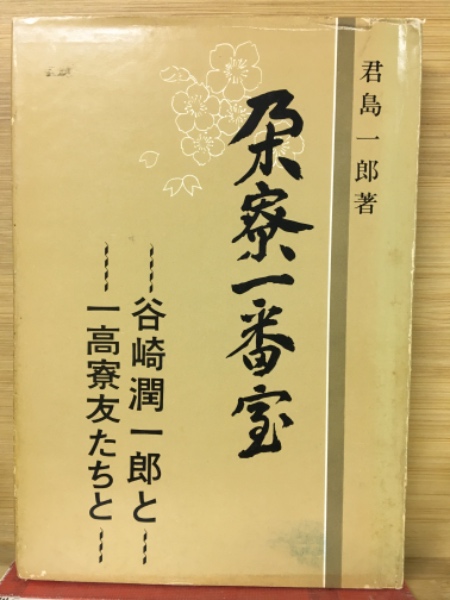 君島一郎著
朶寮一番室
谷崎潤一郎と
一高寮友たちと